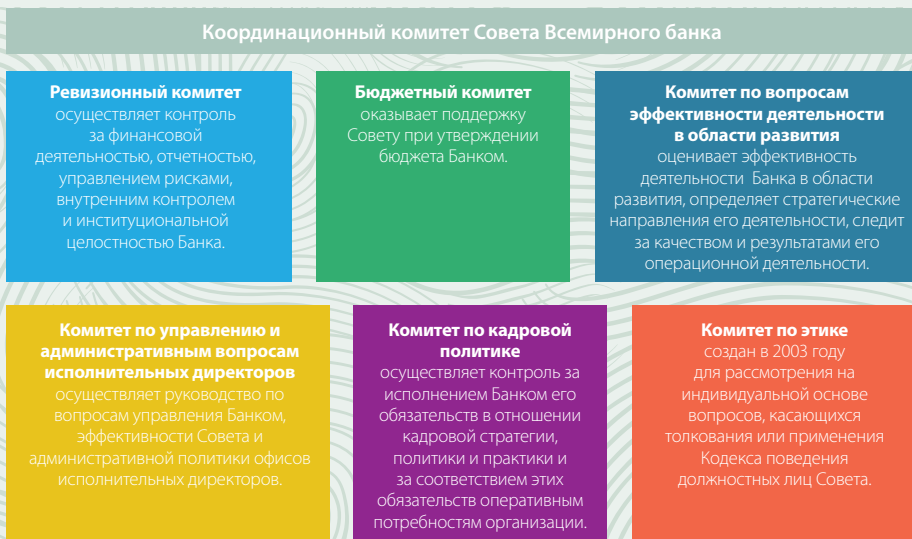 Координационный комитет Совета Всемирного банка
Ревизионный комитет
осуществляет контроль
за финансовой
деятельностью, отчетностью,
управлением рисками,
внутренним контролем
и институциональной
целостностью Банка.
Бюджетный комитет
оказывает поддержку
Совету при утверждении
бюджета Банком.
Комитет по вопросам
эффективности деятельности
в области развития
оценивает эффективность
деятельности Банка в области
развития, определяет стратегические
направления его деятельности, следит
за качеством и результатами его
операционной деятельности.
Комитет по управлению и
административным вопросам
исполнительных директоров
осуществляет руководство по
вопросам управления Банком,
эффективности Совета и
административной политики офисов
исполнительных директоров.
Комитет по кадровой
политике
осуществляет контроль за
исполнением Банком его
обязательств в отношении
кадровой стратегии,
политики и практики и
за соответствием этих
обязательств оперативным
потребностям организации.
Комитет по этике
создан в 2003 году
для рассмотрения на
индивидуальной основе
вопросов, касающихся
толкования или применения
Кодекса поведения
должностных лиц Совета.